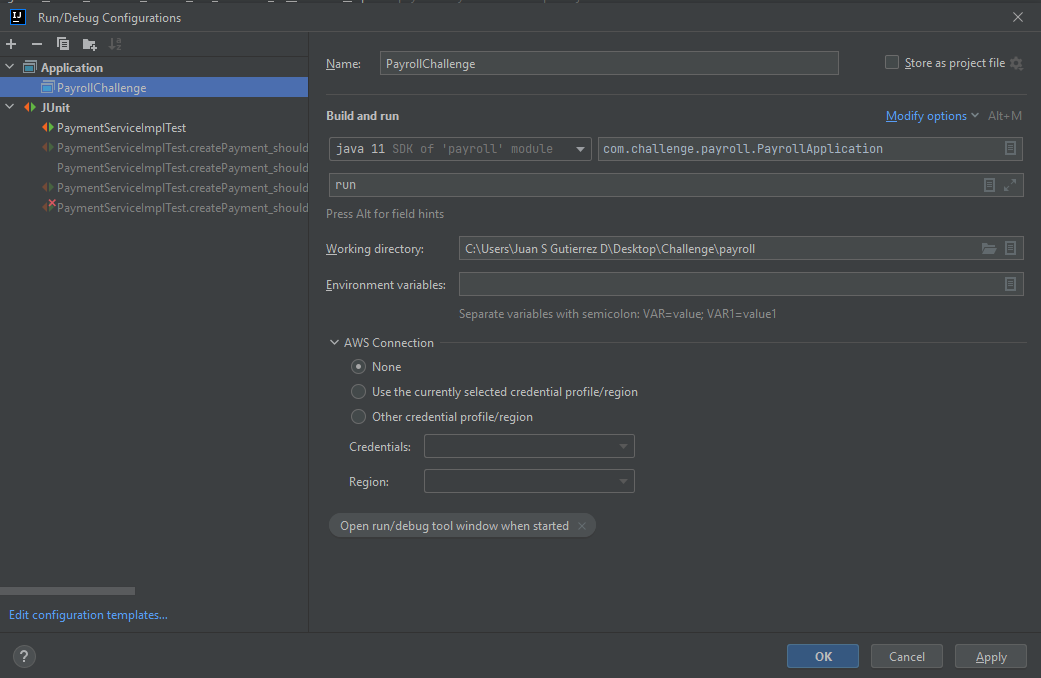 IJ Run/Debug Configurations
Application
PayrollChallenge
JUnit
PaymentServiceImplTest
PaymentServiceImplTest.createPayment_should
PaymentServiceImplTest.createPayment_should
PaymentServiceImplTest.createPayment_should
PaymentServiceImplTest.createPayment_should
Edit configuration templates...
Name: PayrollChallenge Store as project file
Build and run Modify options Alt+M
java 11 SDK of 'payroll' module com.challenge.payroll.PayrollApplication
run
Press Alt for field hints
Working directory: C:\Users\Juan S Gutierrez D\Desktop\Challenge\payroll
Environment variables:
Separate variables with semicolon: VAR=value; VAR1=value1
AWS Connection
None
Use the currently selected credential profile/region
Other credential profile/region
Credentials:
Region:
Open run/debug tool window when started
? OK Cancel Apply